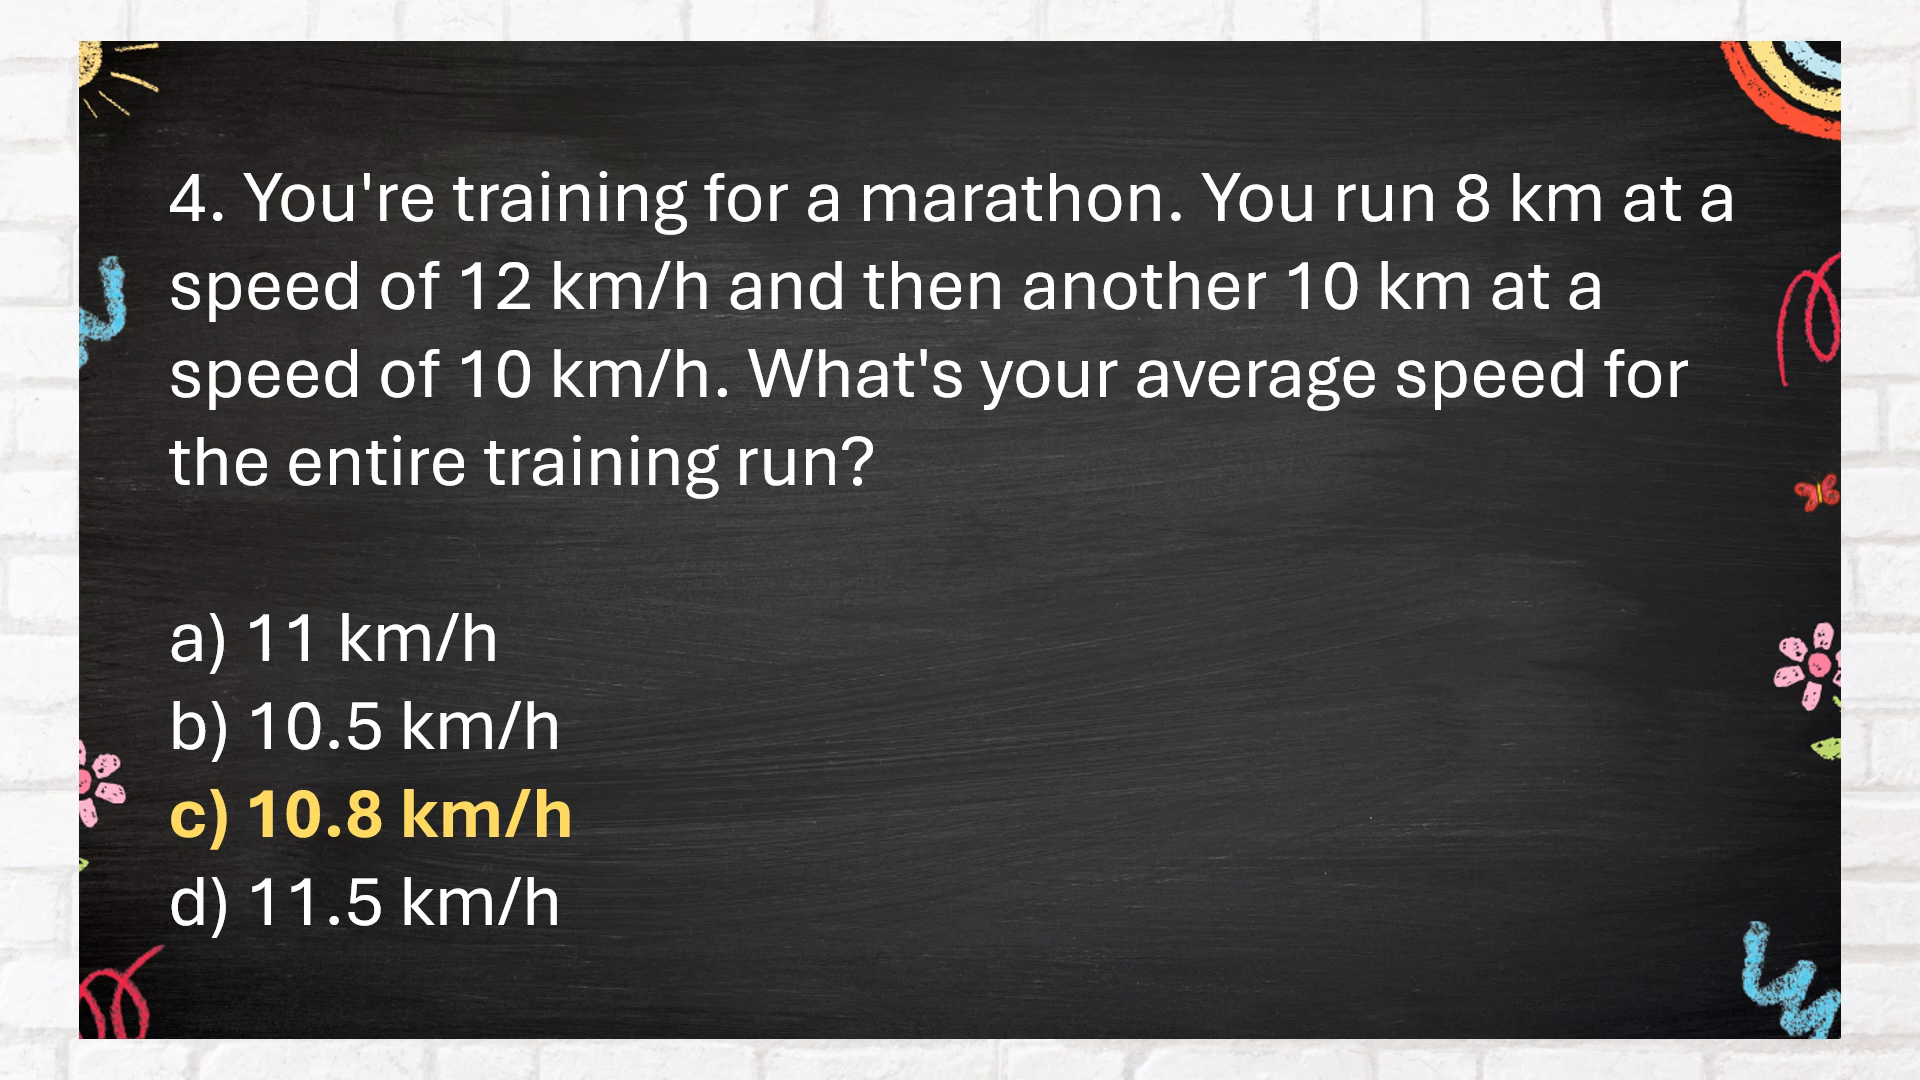 4. You're training for a marathon. You run 8 km at a
speed of 12 km/h and then another 10 km at a
speed of 10 km/h. What's your average speed for
the entire training run?
a) 11 km/h
b) 10.5 km/h
c) 10.8 km/h
d) 11.5 km/h